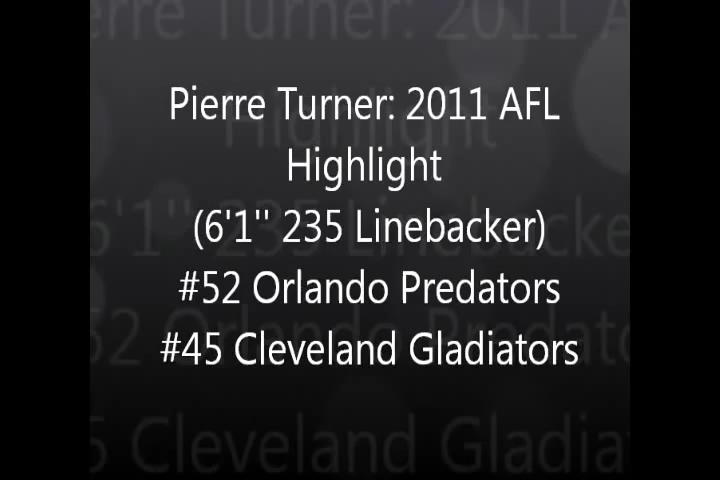 Pierre Turner: 2011 AFL
Highlight
(6'1'' 235 Linebacker)
#52 Orlando Predators
#45 Cleveland Gladiators